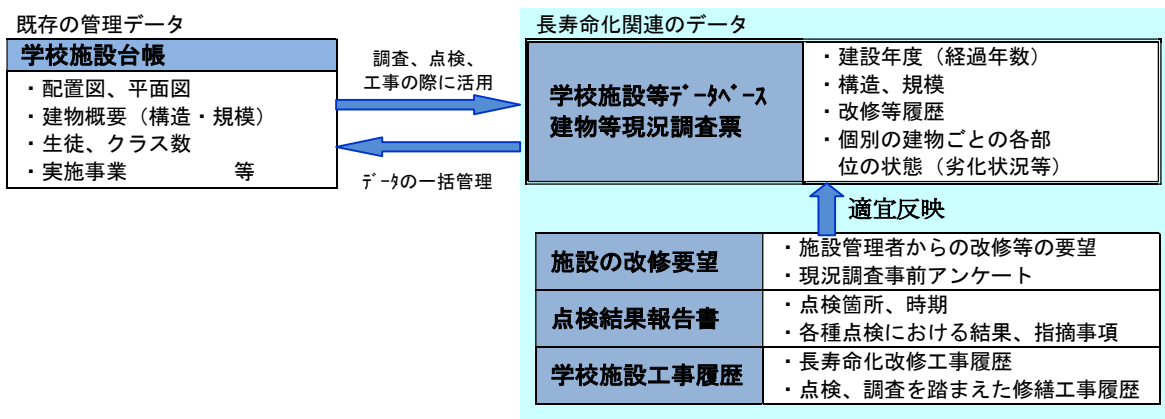 既存の管理データ
学校施設台帳
・配置図、平面図
・建物概要（構造・規模）
・生徒、クラス数
・実施事業　　　　　等
調査、点検、
工事の際に活用
ﾃﾞｰﾀの一括管理
長寿命化関連のデータ
学校施設等ﾃﾞｰﾀﾍﾞｰｽ
建物等現況調査票
・建設年度（経過年数）
・構造、規模
・改修等履歴
・個別の建物ごとの各部
位の状態（劣化状況等）
適宜反映
施設の改修要望
・施設管理者からの改修等の要望
・現況調査事前アンケート
点検結果報告書
・点検箇所、時期
・各種点検における結果、指摘事項
学校施設工事履歴
・長寿命化改修工事履歴
・点検、調査を踏まえた修繕工事履歴